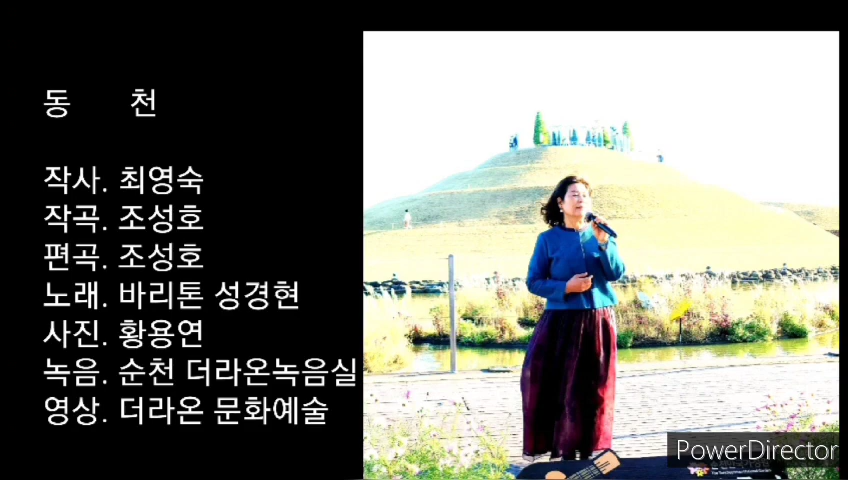 동 천
작사. 최영숙
작곡. 조성호
편곡. 조성호
노래. 바리톤 성경현
사진. 황용연
녹음. 순천 더라온녹음실
영상. 더라온 문화예술
PowerDirector